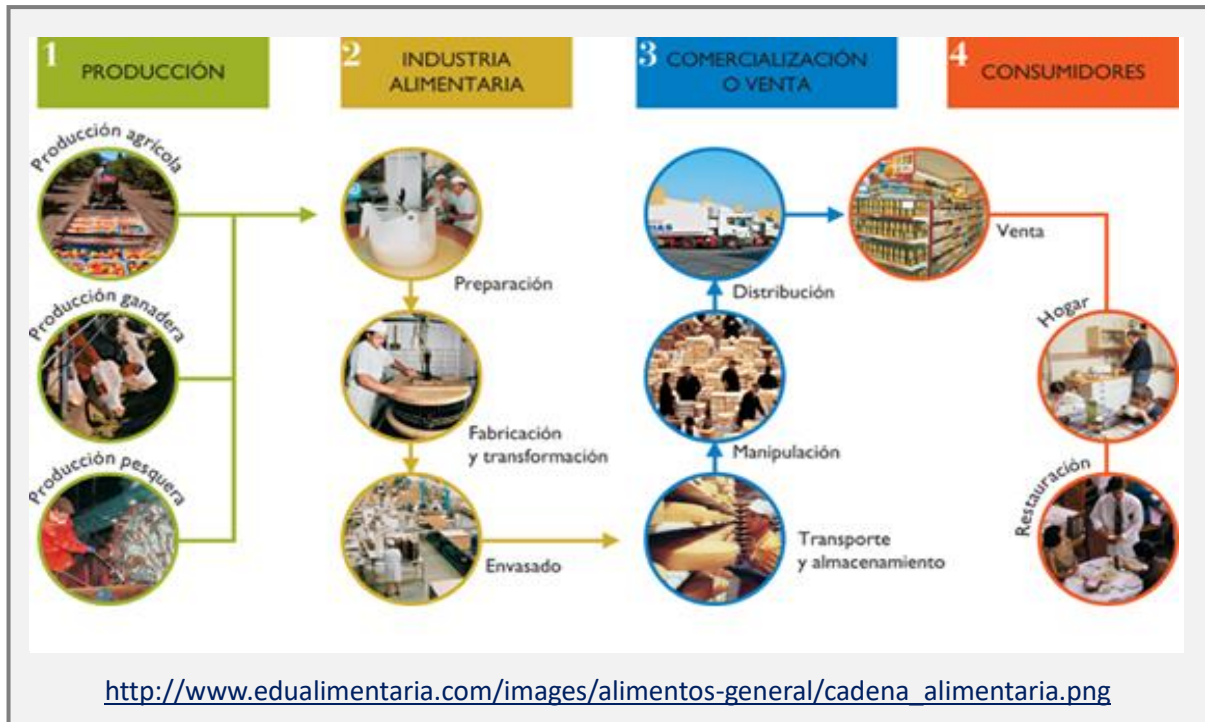 1
PRODUCCIÓN
2
INDUSTRIA
ALIMENTARIA
3
COMERCIALIZACIÓN
O VENTA
4
CONSUMIDORES
Producción agrícola
Producción ganadera
Producción pesquera
Preparación
Fabricación
y transformación
Envasado
Transporte
y almacenamiento
Manipulación
Distribución
Venta
Hogar
Restauración
http://www.edualimentaria.com/images/alimentos-general/cadena_alimentaria.png